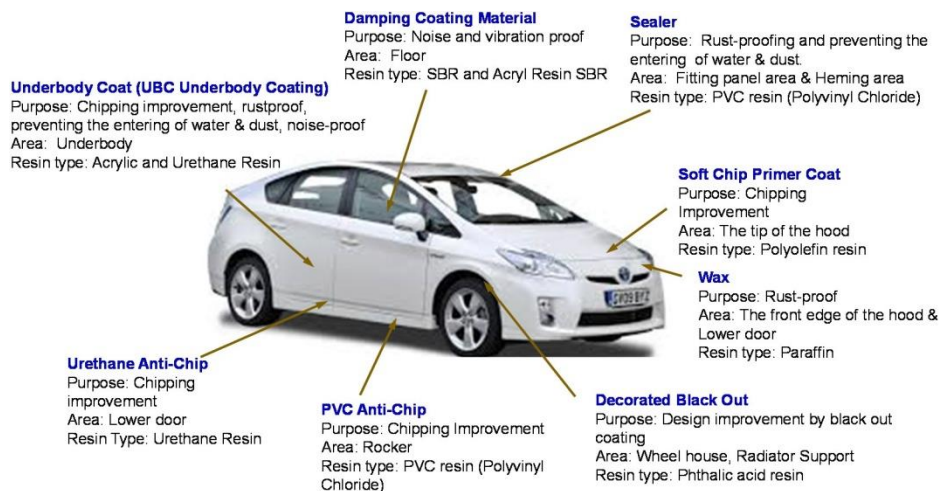 Damping Coating Material
Purpose: Noise and vibration proof
Area: Floor
Resin type: SBR and Acryl Resin SBR
Sealer
Purpose: Rust-proofing and preventing the
entering of water & dust.
Area: Fitting panel area & Heming area
Resin type: PVC resin (Polyvinyl Chloride)
Underbody Coat (UBC Underbody Coating)
Purpose: Chipping improvement, rustproof,
preventing the entering of water & dust, noise-proof
Area: Underbody
Resin type: Acrylic and Urethane Resin
Soft Chip Primer Coat
Purpose: Chipping
Improvement
Area: The tip of the hood
Resin type: Polyolefin resin
Wax
Purpose: Rust-proof
Area: The front edge of the hood &
Lower door
Resin type: Paraffin
Urethane Anti-Chip
Purpose: Chipping
improvement
Area: Lower door
Resin Type: Urethane Resin
PVC Anti-Chip
Purpose: Chipping Improvement
Area: Rocker
Resin type: PVC resin (Polyvinyl
Chloride)
Decorated Black Out
Purpose: Design improvement by black out
coating
Area: Wheel house, Radiator Support
Resin type: Phthalic acid resin